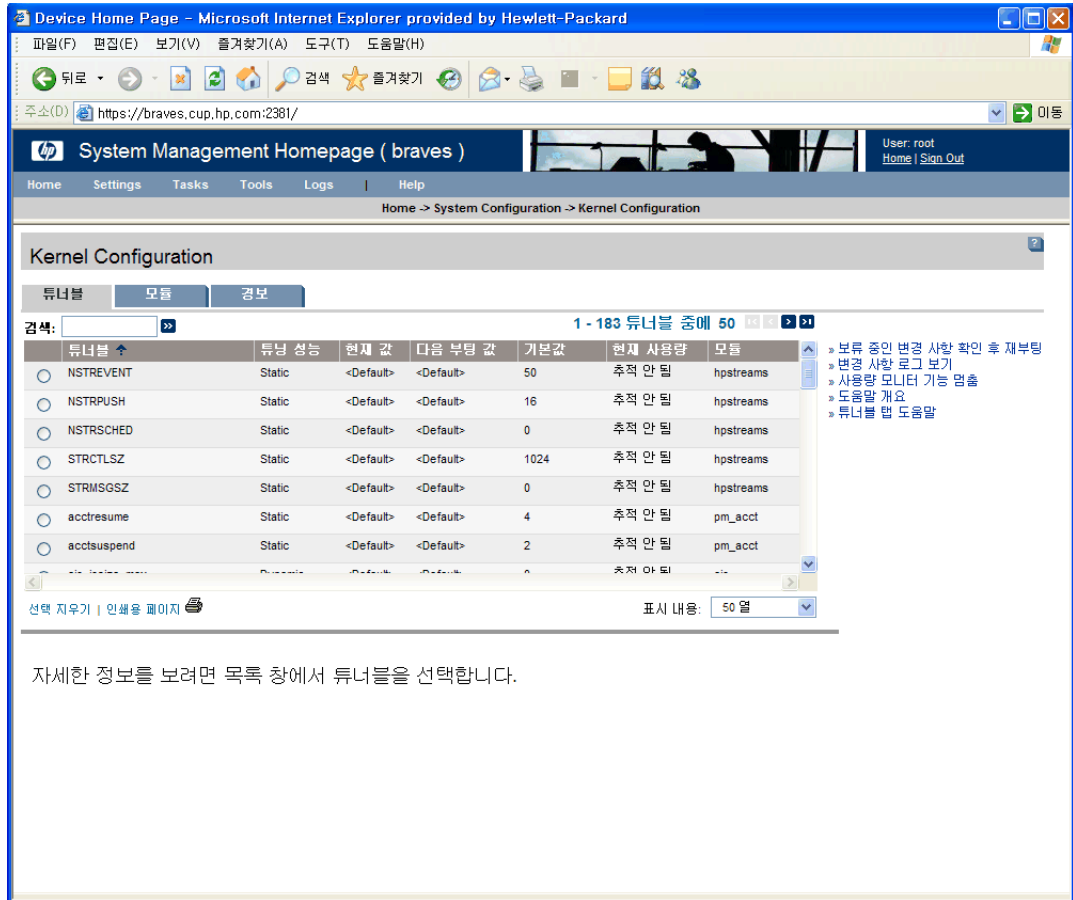 Device Home Page - Microsoft Internet Explorer provided by Hewlett-Packard
파일(F) 편집(E) 보기(V) 즐겨찾기(A) 도구(T) 도움말(H)
뒤로 검색 즐겨찾기
주소(D) https://braves.cup.hp.com:2381/ 이동
hp System Management Homepage ( braves ) User: root
Home | Sign Out
Home Settings Tasks Tools Logs | Help
Home -> System Configuration -> Kernel Configuration
Kernel Configuration ?
튜너블 모듈 경보
검색: 1 - 183 튜너블 중에 50
튜너블 튜닝 성능 현재 값 다음 부팅 값 기본값 현재 사용량 모듈
NSTREVENT Static <Default> <Default> 50 추적 안 됨 hpstreams
NSTRPUSH Static <Default> <Default> 16 추적 안 됨 hpstreams
NSTRSCHED Static <Default> <Default> 0 추적 안 됨 hpstreams
STRCTLSZ Static <Default> <Default> 1024 추적 안 됨 hpstreams
STRMSGSZ Static <Default> <Default> 0 추적 안 됨 hpstreams
acctresume Static <Default> <Default> 4 추적 안 됨 pm_acct
acctsuspend Static <Default> <Default> 2 추적 안 됨 pm_acct
» 보류 중인 변경 사항 확인 후 재부팅
» 변경 사항 로그 보기
» 사용량 모니터 기능 멈춤
» 도움말 개요
» 튜너블 탭 도움말
선택 지우기 | 인쇄용 페이지 표시 내용: 50 열
자세한 정보를 보려면 목록 창에서 튜너블을 선택합니다.